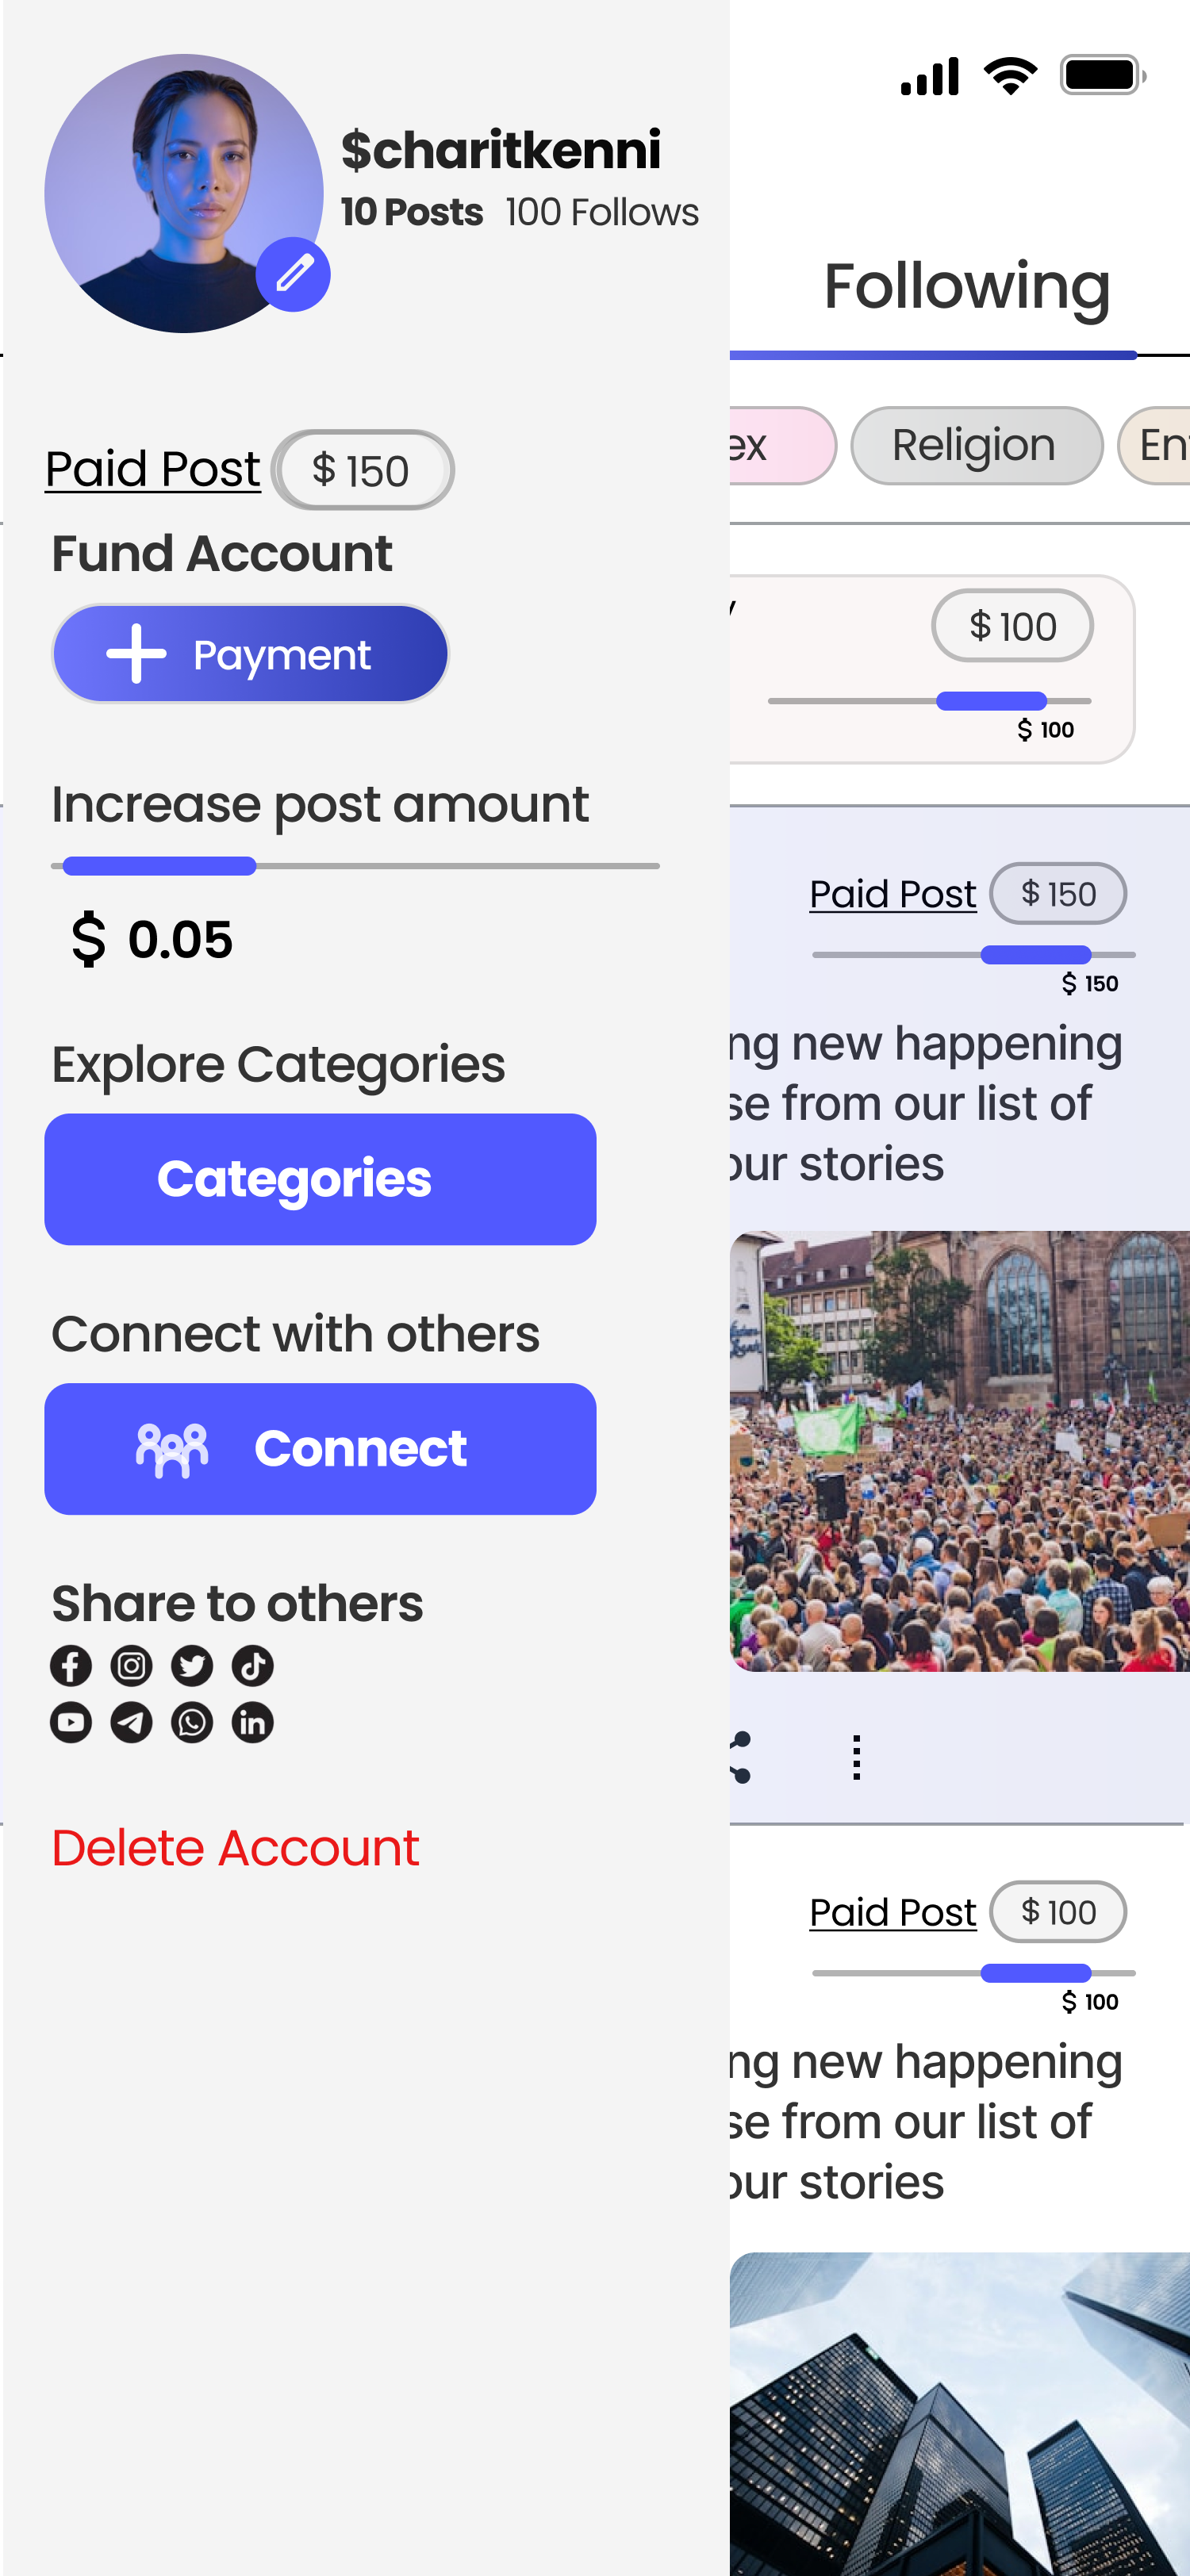 $charitkenni
10 Posts 100 Follows
Paid Post $ 150
Fund Account
Payment
Increase post amount
$ 0.05
Explore Categories
Categories
Connect with others
Connect
Share to others
Delete Account
Following
ex Religion En
$ 100
$ 100
Paid Post $ 150
$ 150
ng new happening
se from our list of
our stories
Paid Post $ 100
$ 100
ng new happening
se from our list of
our stories